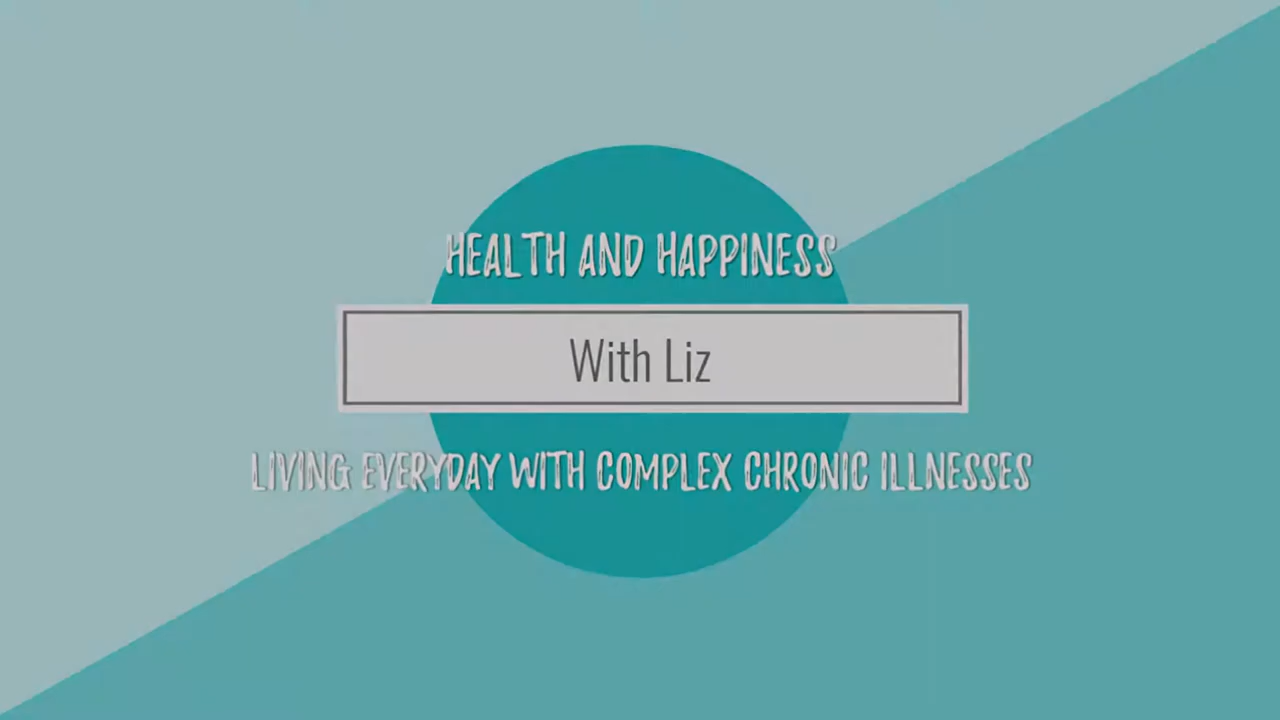 HEALTH AND HAPPINESS
With Liz
LIVING EVERYDAY WITH COMPLEX CHRONIC ILLNESSES